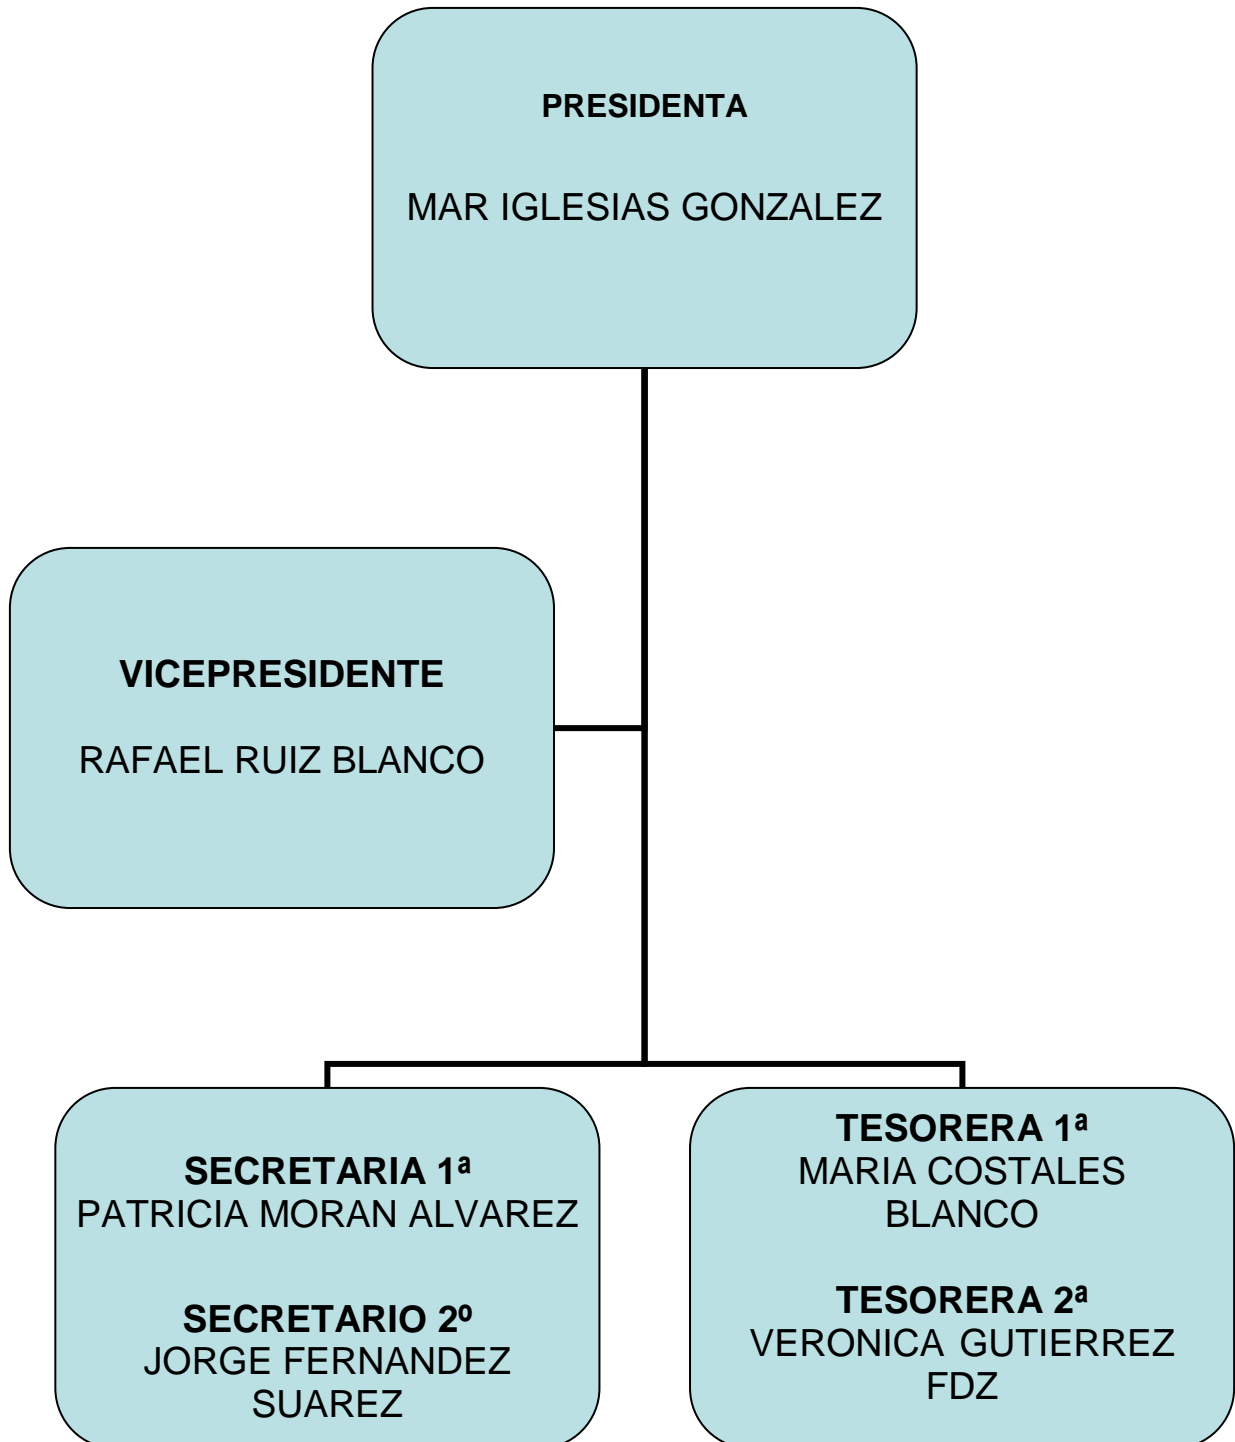 PRESIDENTA
MAR IGLESIAS GONZALEZ
VICEPRESIDENTE
RAFAEL RUIZ BLANCO
SECRETARIA 1ª
PATRICIA MORAN ALVAREZ
SECRETARIO 2º
JORGE FERNANDEZ
SUAREZ
TESORERA 1ª
MARIA COSTALES
BLANCO
TESORERA 2ª
VERONICA GUTIERREZ
FDZ